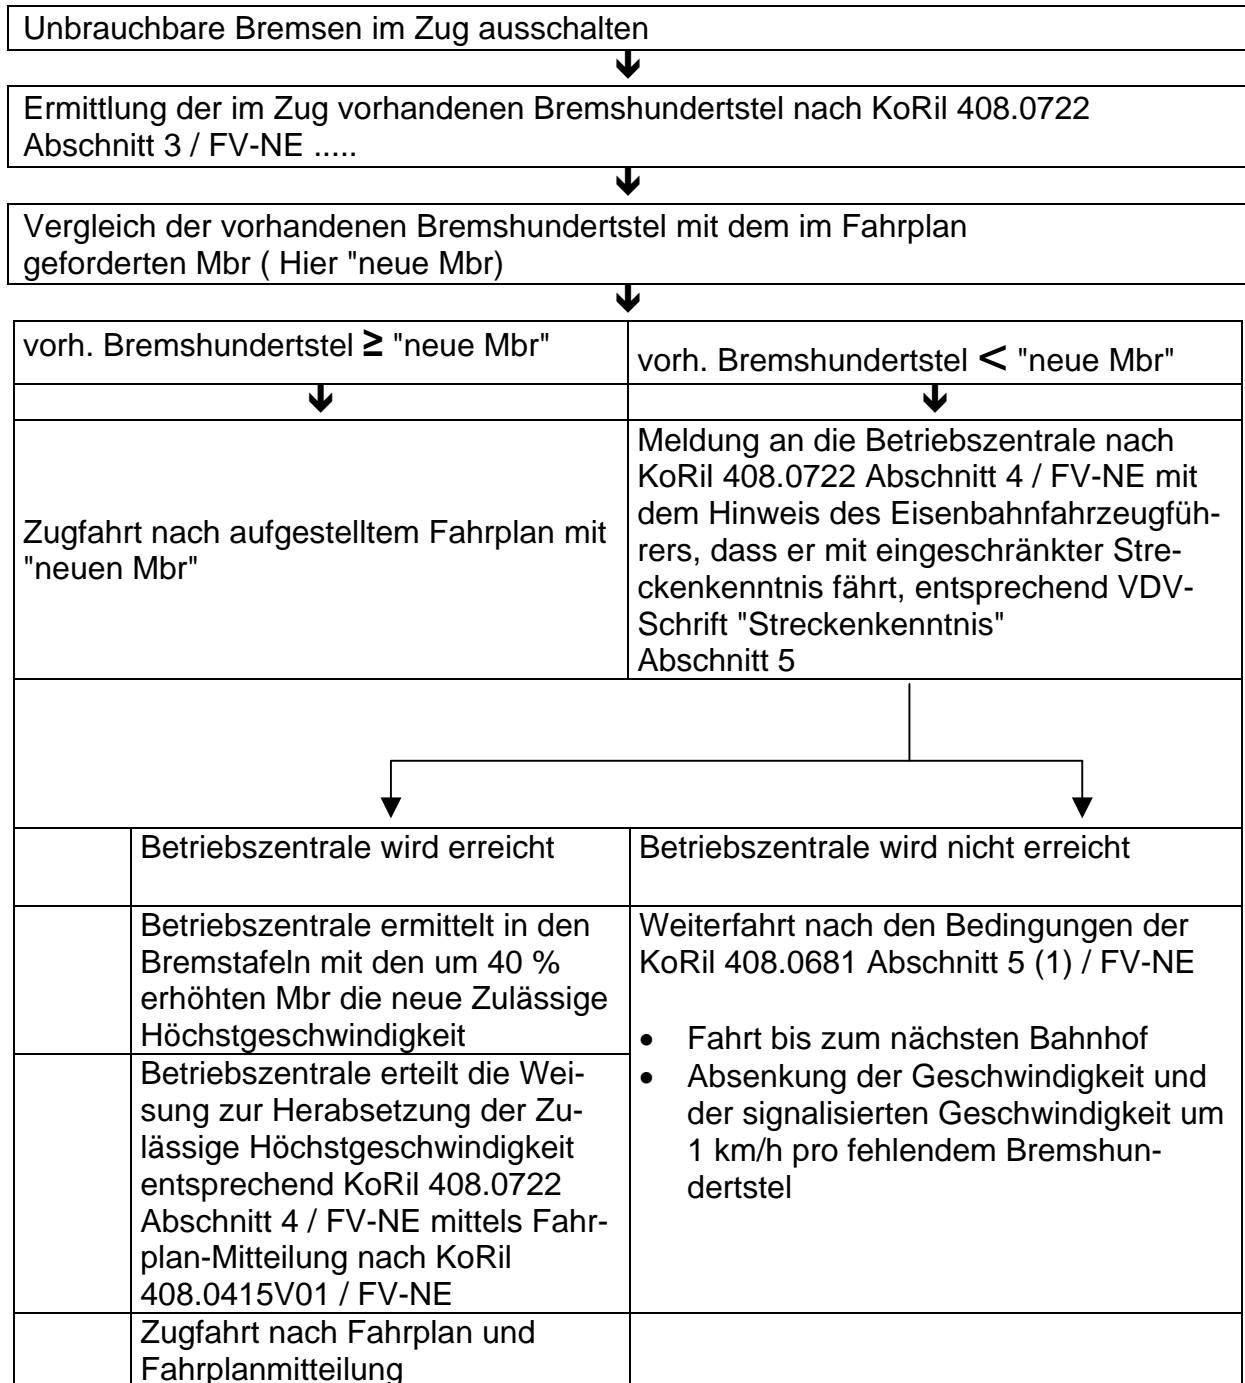 Unbrauchbare Bremsen im Zug ausschalten
Ermittlung der im Zug vorhandenen Bremshundertstel nach KoRil 408.0722
Abschnitt 3 / FV-NE .....
Vergleich der vorhandenen Bremshundertstel mit dem im Fahrplan
geforderten Mbr ( Hier "neue Mbr)
vorh. Bremshundertstel ≥ "neue Mbr"
vorh. Bremshundertstel < "neue Mbr"
Zugfahrt nach aufgestelltem Fahrplan mit
"neuen Mbr"
Meldung an die Betriebszentrale nach
KoRil 408.0722 Abschnitt 4 / FV-NE mit
dem Hinweis des Eisenbahnfahrzeugfüh-
rers, dass er mit eingeschränkter Stre-
ckenkenntnis fährt, entsprechend VDV-
Schrift "Streckenkenntnis"
Abschnitt 5
Betriebszentrale wird erreicht
Betriebszentrale wird nicht erreicht
Betriebszentrale ermittelt in den
Bremstafeln mit den um 40 %
erhöhten Mbr die neue Zulässige
Höchstgeschwindigkeit
Betriebszentrale erteilt die Wei-
sung zur Herabsetzung der Zu-
lässige Höchstgeschwindigkeit
entsprechend KoRil 408.0722
Abschnitt 4 / FV-NE mittels Fahr-
plan-Mitteilung nach KoRil
408.0415V01 / FV-NE
Zugfahrt nach Fahrplan und
Fahrplanmitteilung
Weiterfahrt nach den Bedingungen der
KoRil 408.0681 Abschnitt 5 (1) / FV-NE
• Fahrt bis zum nächsten Bahnhof
• Absenkung der Geschwindigkeit und
der signalisierten Geschwindigkeit um
1 km/h pro fehlendem Bremshun-
dertstel